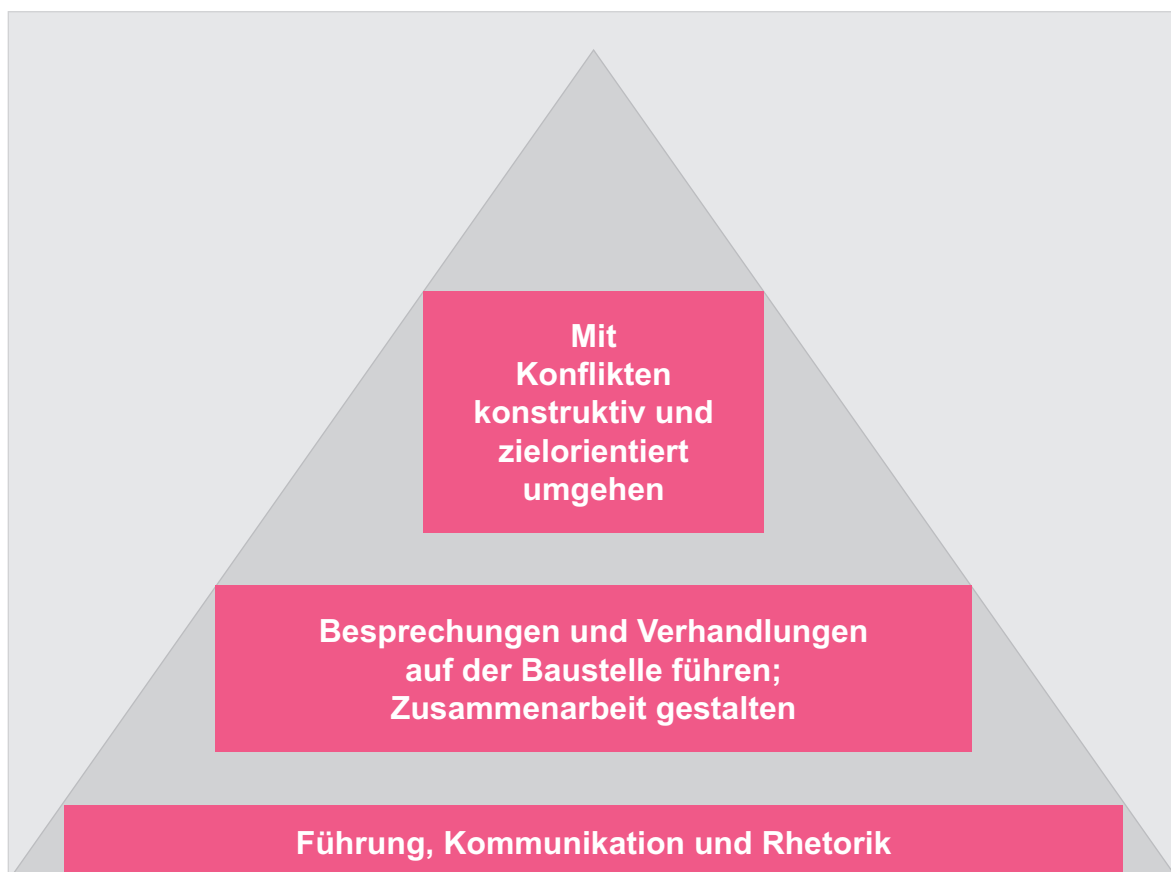 Mit
Konflikten
konstruktiv und
zielorientiert
umgehen
Besprechungen und Verhandlungen
auf der Baustelle führen;
Zusammenarbeit gestalten
Führung, Kommunikation und Rhetorik